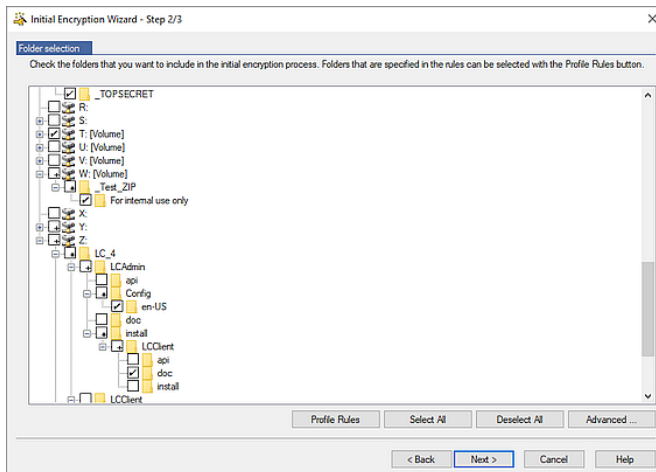 Initial Encryption Wizard - Step 2/3
Folder selection
Check the folders that you want to include in the initial encryption process. Folders that are specified in the rules can be selected with the Profile Rules button.
_TOPSECRET
R:
S:
T: [Volume]
U: [Volume]
V: [Volume]
W: [Volume]
_Test_ZIP
For internal use only
X:
Y:
Z:
LC_4
LCAdmin
api
Config
en-US
doc
install
LCClient
api
doc
install
LCClient
Profile Rules Select All Deselect All Advanced ...
< Back Next > Cancel Help